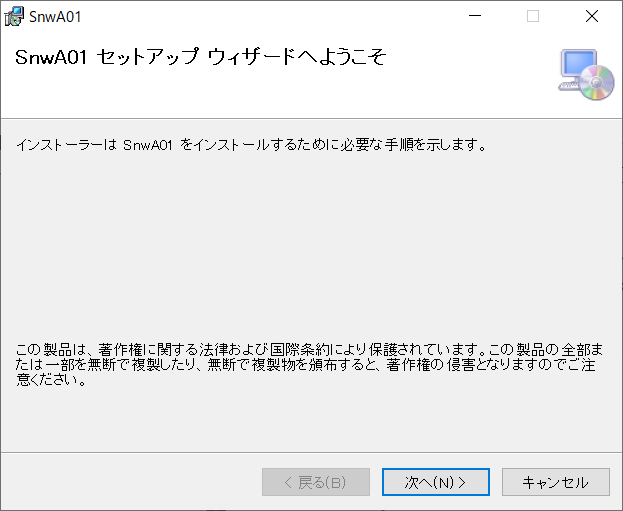 SnwA01
SnwA01 セットアップ ウィザードへようこそ
インストーラーは SnwA01 をインストールするために必要な手順を示します。
この製品は、著作権に関する法律および国際条約により保護されています。この製品の全部ま
たは一部を無断で複製したり、無断で複製物を頒布すると、著作権の侵害となりますのでご注
意ください。
< 戻る(B)
次へ(N) >
キャンセル